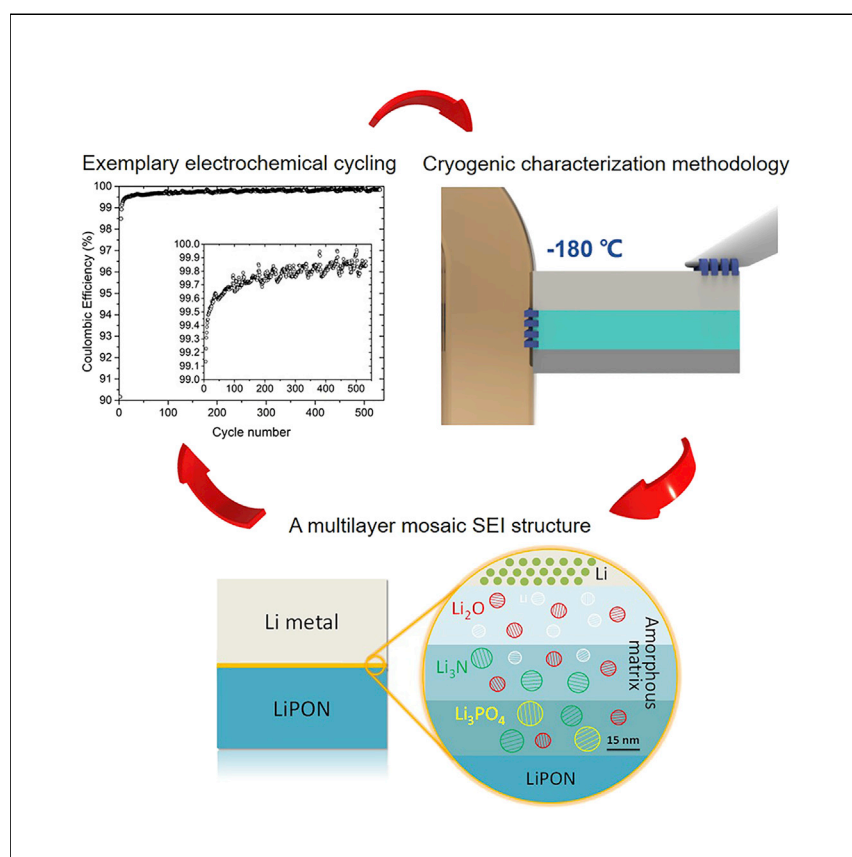 Exemplary electrochemical cycling
Cryogenic characterization methodology
100
99
98
97
96
95
94
93
92
91
90
Coulombic Efficiency (%)
100.0
99.9
99.8
99.7
99.6
99.5
99.4
99.3
99.2
99.1
99.0
0 100 200 300 400 500
0 100 200 300 400 500
Cycle number
-180 ℃
A multilayer mosaic SEI structure
Li metal
LiPON
Li
Li
Li₂O
Li₃N
Li₃PO₄
Amorphous matrix
15 nm
LiPON